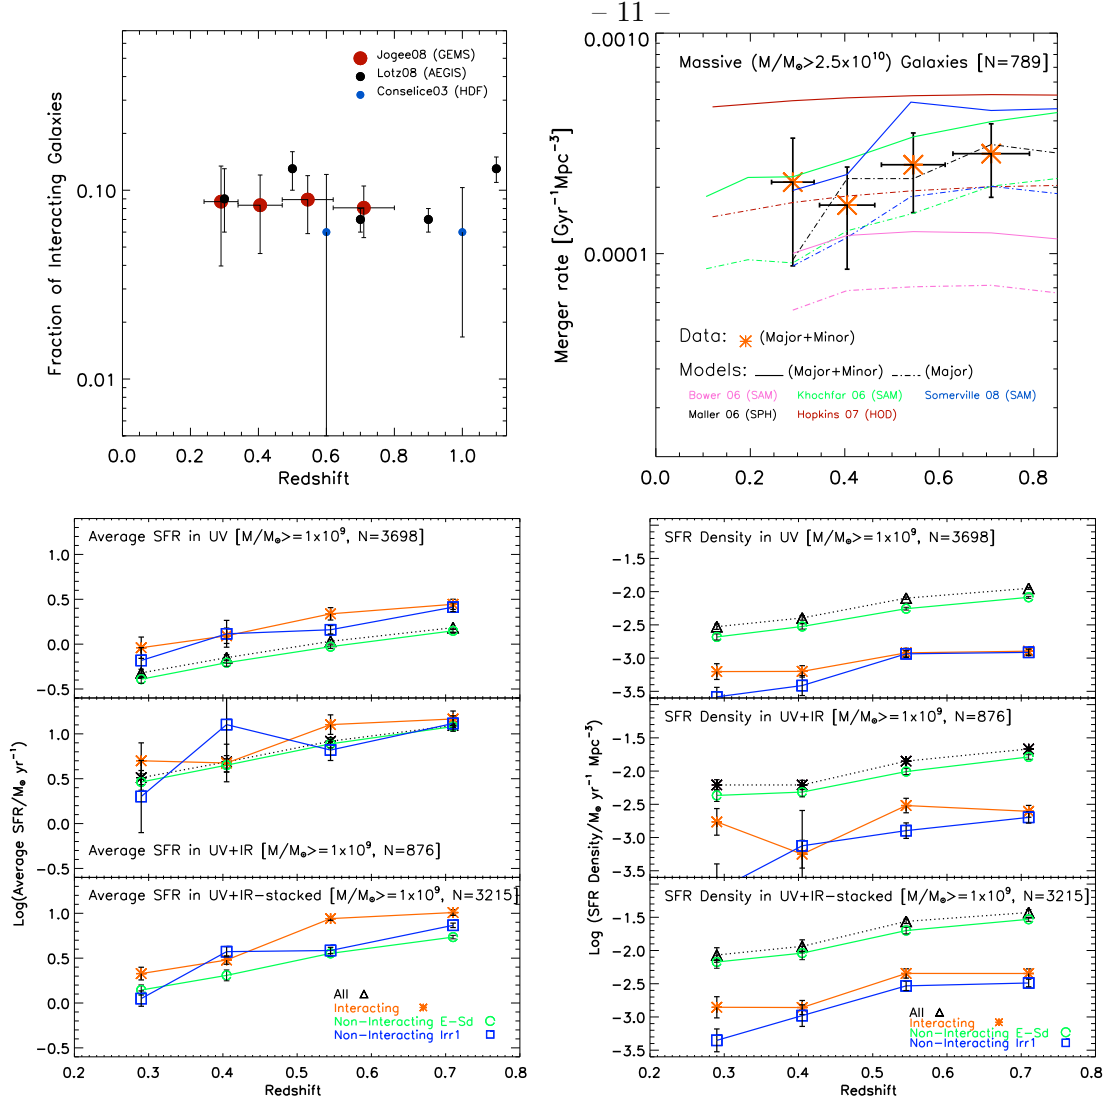 – 11 –
Jogee08 (GEMS)
Lotz08 (AEGIS)
Conselice03 (HDF)
Fraction of Interacting Galaxies
0.10
0.01
0.0 0.2 0.4 0.6 0.8 1.0
Redshift
0.0010
Massive (M/M⊙>2.5x10¹⁰) Galaxies [N=789]
Merger rate [Gyr⁻¹Mpc⁻³]
0.0001
Data: (Major+Minor)
Models: (Major+Minor) (Major)
Bower 06 (SAM) Khochfar 06 (SAM) Somerville 08 (SAM)
Maller 06 (SPH) Hopkins 07 (HOD)
0.0 0.2 0.4 0.6 0.8
Average SFR in UV [M/M⊙>=1x10⁹, N=3698]
1.0
0.5
0.0
−0.5
1.0
0.5
0.0
−0.5
Average SFR in UV+IR [M/M⊙>=1x10⁹, N=876]
Log(Average SFR/M⊙ yr⁻¹)
Average SFR in UV+IR−stacked [M/M⊙>=1x10⁹, N=3215]
1.0
0.5
0.0
−0.5
All
Interacting
Non−Interacting E−Sd
Non−Interacting Irr1
0.2 0.3 0.4 0.5 0.6 0.7 0.8
Redshift
SFR Density in UV [M/M⊙>=1x10⁹, N=3698]
−1.5
−2.0
−2.5
−3.0
−3.5
SFR Density in UV+IR [M/M⊙>=1x10⁹, N=876]
−1.5
−2.0
−2.5
−3.0
−3.5
Log (SFR Density/M⊙ yr⁻¹ Mpc⁻³)
SFR Density in UV+IR−stacked [M/M⊙>=1x10⁹, N=3215]
−1.5
−2.0
−2.5
−3.0
−3.5
All
Interacting
Non−Interacting E−Sd
Non−Interacting Irr1
0.2 0.3 0.4 0.5 0.6 0.7 0.8
Redshift